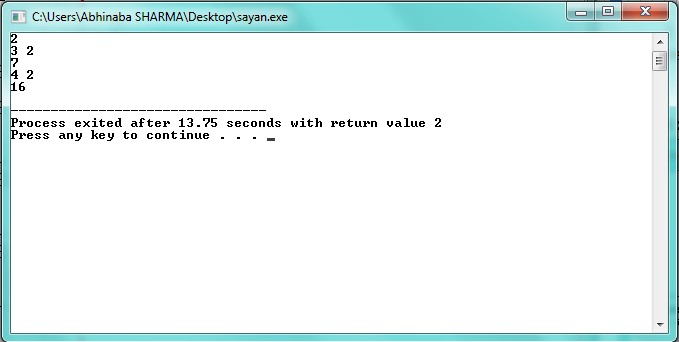 C:\Users\Abhinaba SHARMA\Desktop\sayan.exe
2
3 2
7
4 2
16
--------------------------------
Process exited after 13.75 seconds with return value 2
Press any key to continue . . .